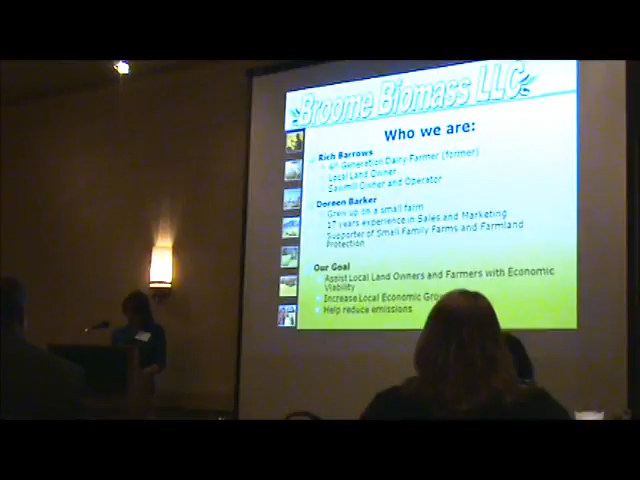 Broome Biomass LLC
Who we are:
Rich Barrows
4th Generation Dairy Farmer (former)
Local Land Owner
Sawmill Owner and Operator
Doreen Barker
Grew up on a small farm
17 years experience in Sales and Marketing
Supporter of Small Family Farms and Farmland
Protection
Our Goal
Assist Local Land Owners and Farmers with Economic
Viability
Increase Local Economic
Help reduce emissions